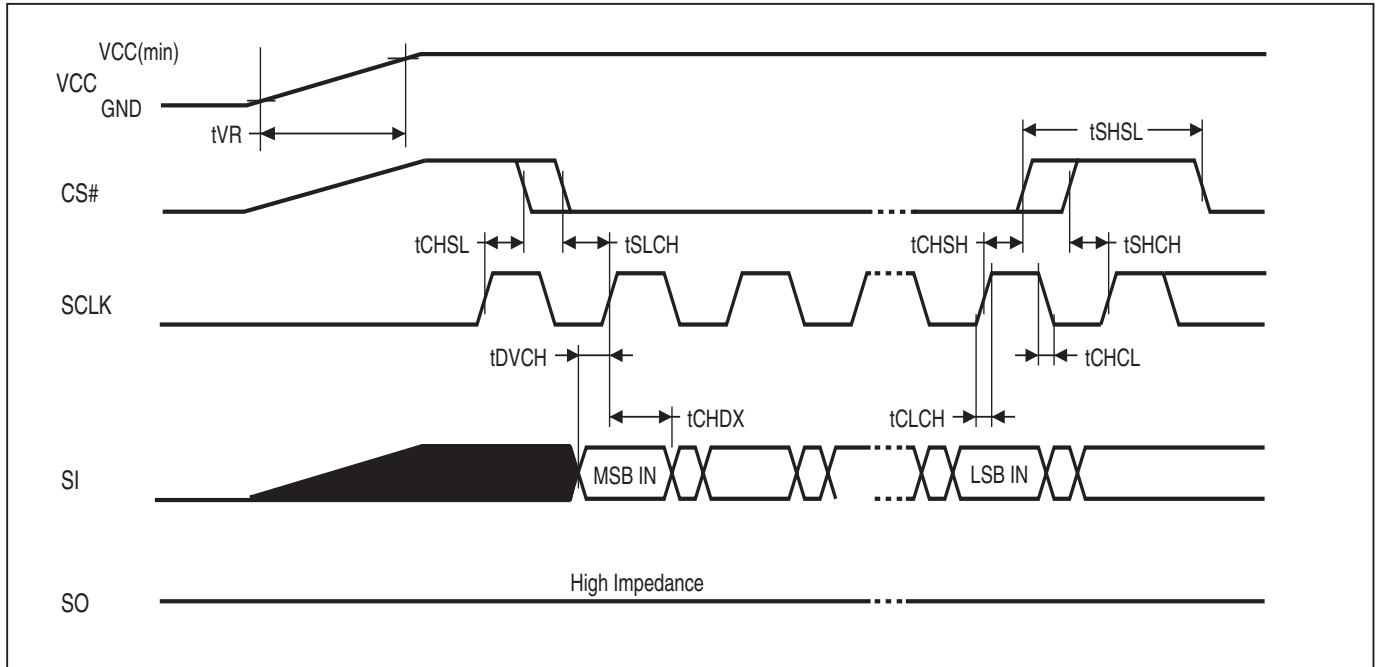 VCC(min)
VCC
GND
tVR
tSHSL
CS#
tCHSL
tSLCH
tCHSH
tSHCH
SCLK
tDVCH
tCHCL
tCHDX
tCLCH
SI
MSB IN
LSB IN
High Impedance
SO